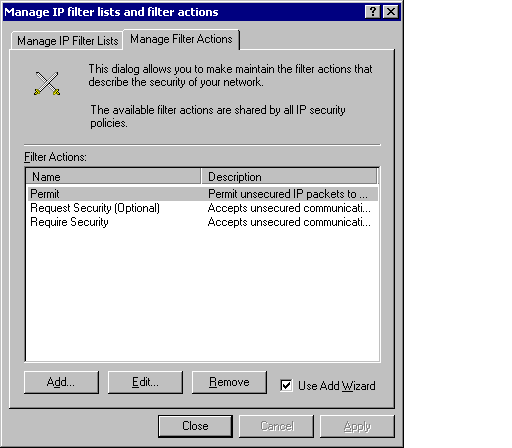 Manage IP filter lists and filter actions
Manage IP Filter Lists
Manage Filter Actions
This dialog allows you to make maintain the filter actions that
describe the security of your network.
The available filter actions are shared by all IP security
policies.
Filter Actions:
Name Description
Permit Permit unsecured IP packets to ...
Request Security (Optional) Accepts unsecured communicati...
Require Security Accepts unsecured communicati...
Add... Edit... Remove Use Add Wizard
Close Cancel Apply